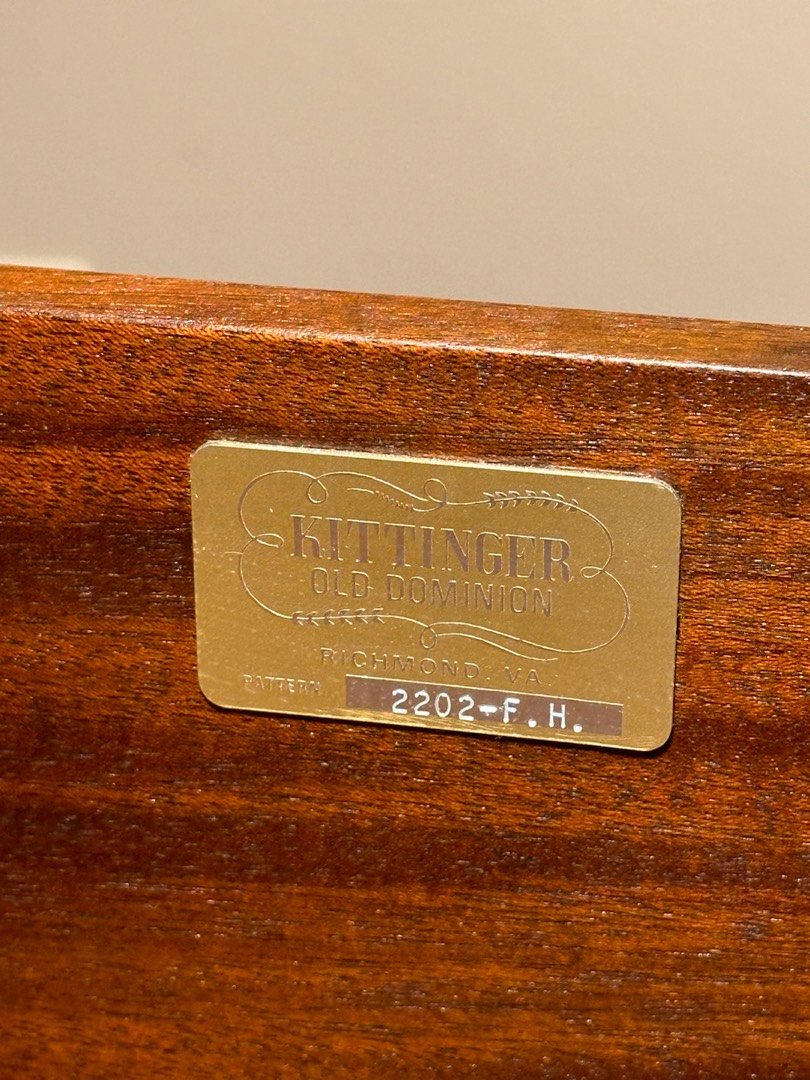 KITTINGER
OLD DOMINION
RICHMOND, VA.
PATTERN 2202-F.H.